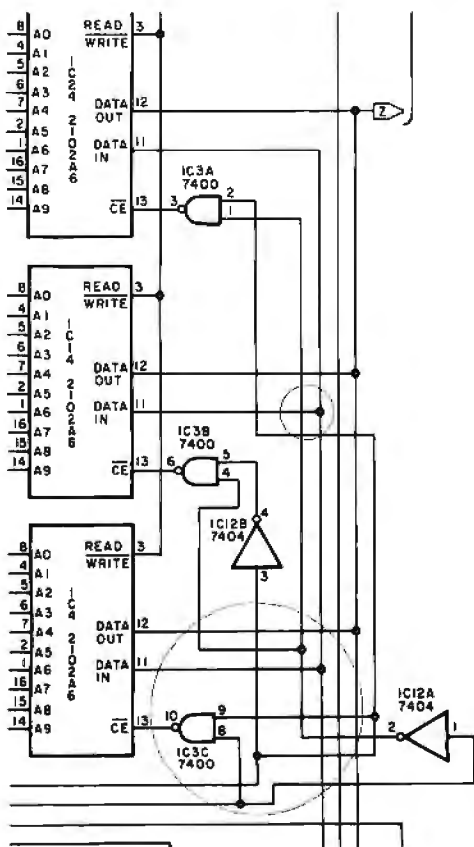 8 A0 READ 3
4 A1 WRITE
5 A2
6 A3
7 A4 DATA 12
2 A5 OUT
1 A6 DATA 11
16 A7 IN
15 A8
14 A9 CE 13
IC24 2102A6
Z
IC3A
7400
3 2
1
8 A0 READ 3
4 A1 WRITE
5 A2
6 A3
7 A4 DATA 12
2 A5 OUT
1 A6 DATA 11
16 A7 IN
15 A8
14 A9 CE 13
IC14 2102A6
IC3B
7400
6 5
4
IC12B
7404
4
3
8 A0 READ 3
4 A1 WRITE
5 A2
6 A3
7 A4 DATA 12
2 A5 OUT
1 A6 DATA 11
16 A7 IN
15 A8
14 A9 CE 13
IC4 2102A6
10 9
8
IC3C
7400
IC12A
7404
2 1